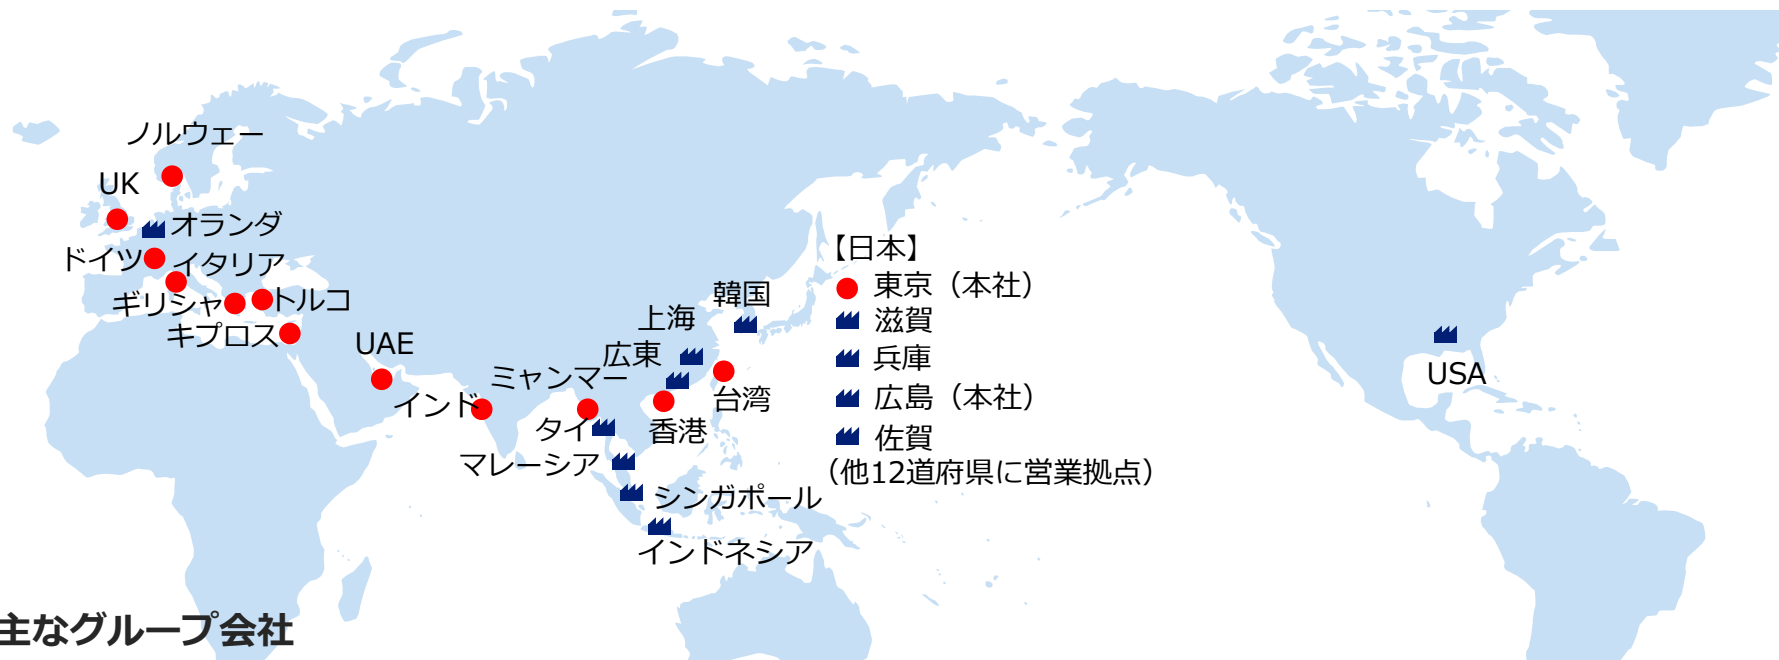 ノルウェー
UK
オランダ
ドイツ
イタリア
ギリシャ
トルコ
キプロス
UAE
インド
ミャンマー
タイ
マレーシア
シンガポール
インドネシア
韓国
上海
広東
台湾
香港
【日本】
東京（本社）
滋賀
兵庫
広島（本社）
佐賀
（他12道府県に営業拠点）
USA
主なグループ会社